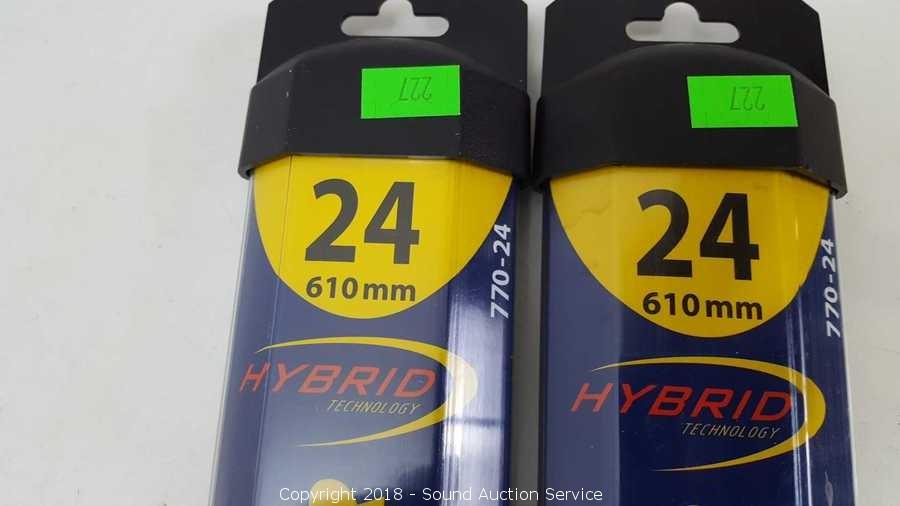 227
24
610mm
770-24
HYBRID
TECHNOLOGY
227
24
610mm
770-24
HYBRID
TECHNOLOGY
Copyright 2018 - Sound Auction Service